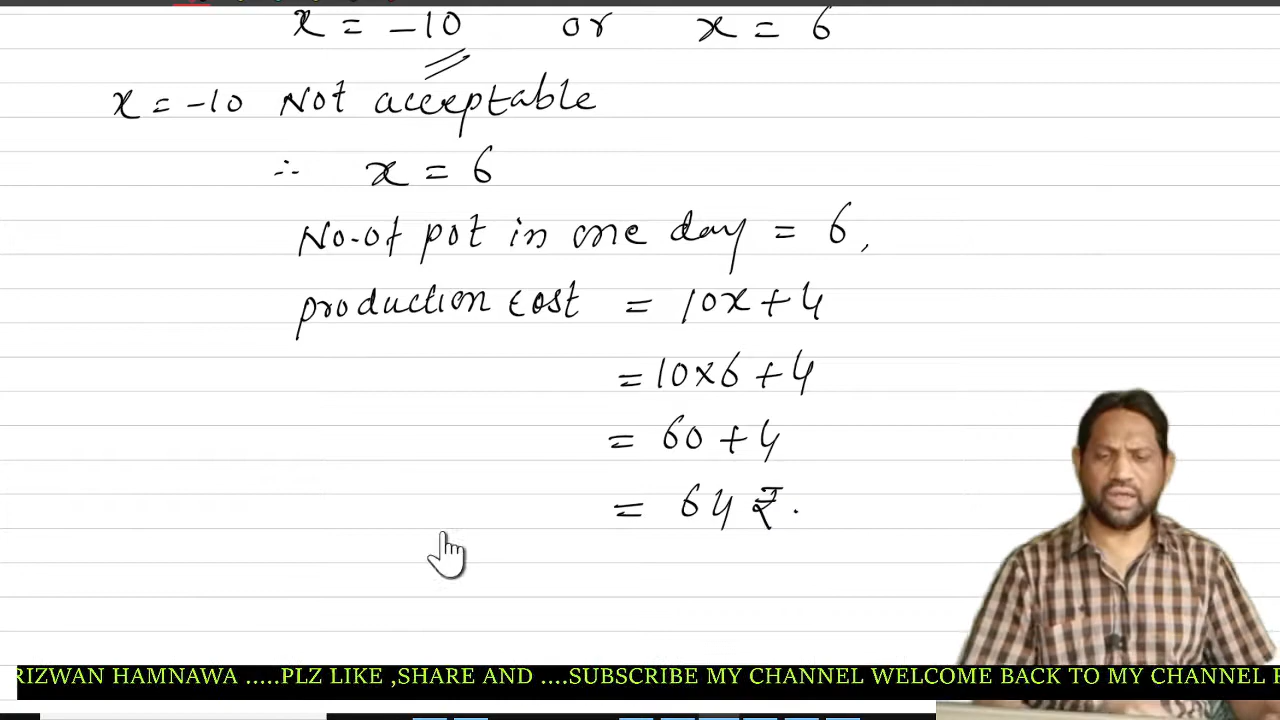 x = -10 or x = 6
x = -10 Not acceptable
∴ x = 6
No. of pot in one day = 6,
production cost = 10x + 4
= 10 × 6 + 4
= 60 + 4
= 64 ₹.
RIZWAN HAMNAWA .....PLZ LIKE ,SHARE AND ....SUBSCRIBE MY CHANNEL WELCOME BACK TO MY CHANNEL